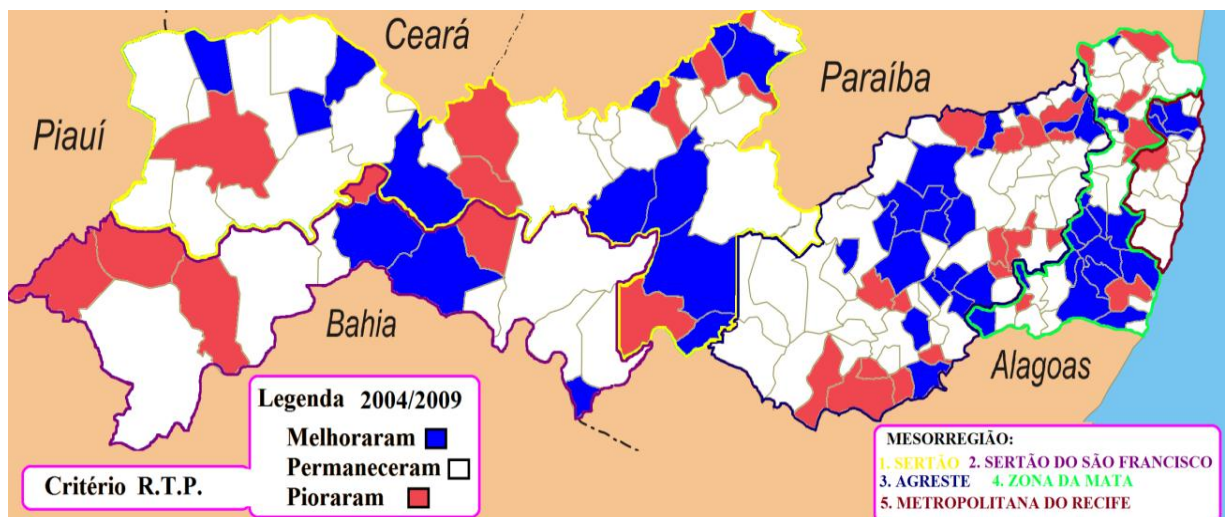 Ceará
Paraíba
Piauí
Bahia
Alagoas
Legenda 2004/2009
Melhoraram
Permaneceram
Pioraram
Critério R.T.P.
MESORREGIÃO:
1. SERTÃO 2. SERTÃO DO SÃO FRANCISCO
3. AGRESTE 4. ZONA DA MATA
5. METROPOLITANA DO RECIFE